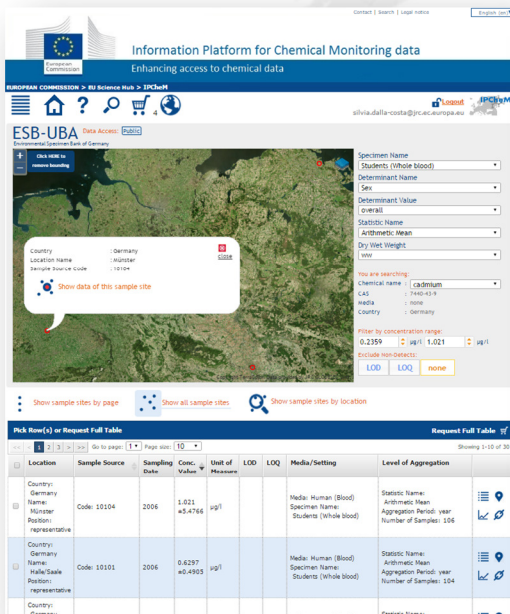 Contact | Search | Legal notice
English (en)
European
Commission
Information Platform for Chemical Monitoring data
Enhancing access to chemical data
EUROPEAN COMMISSION > EU Science Hub > IPCheM
4
Logout
silvia.dalla-costa@jrc.ec.europa.eu
IPCheM
ESB-UBA Data Access: Public
Environmental Specimen Bank of Germany
+
−
Click HERE to
remove bounding
Country : Germany
Location Name : Münster
Sample Source Code : 10104
close
Show data of this sample site
Specimen Name
Students (Whole blood)
Determinant Name
Sex
Determinant Value
overall
Statistic Name
Arithmetic Mean
Dry Wet Weight
ww
You are searching:
Chemical name : cadmium
CAS : 7440-43-9
Media : none
Country : Germany
Filter by concentration range:
0.2359 µg/l 1.021 µg/l
Exclude Non-Detects:
LOD LOQ none
Show sample sites by page
Show all sample sites
Show sample sites by location
Pick Row(s) or Request Full Table
Request Full Table
<< < 1 2 3 > >> Go to page: 1 Page size: 10
Showing 1-10 of 30
Location Sample Source Sampling Date Conc. Value Unit of Measure LOD LOQ Media/Setting Level of Aggregation
Country:
Germany
Name:
Münster
Position:
representative
Code: 10104
2006
1.021
±5.4766
µg/l
Media: Human (Blood)
Specimen Name:
Students (Whole blood)
Statistic Name:
Arithmetic Mean
Aggregation Period: year
Number of Samples: 106
Country:
Germany
Name:
Halle/Saale
Position:
representative
Code: 10101
2006
0.6297
±0.4903
µg/l
Media: Human (Blood)
Specimen Name:
Students (Whole blood)
Statistic Name:
Arithmetic Mean
Aggregation Period: year
Number of Samples: 104
Country:
Germany
Statistic Name: